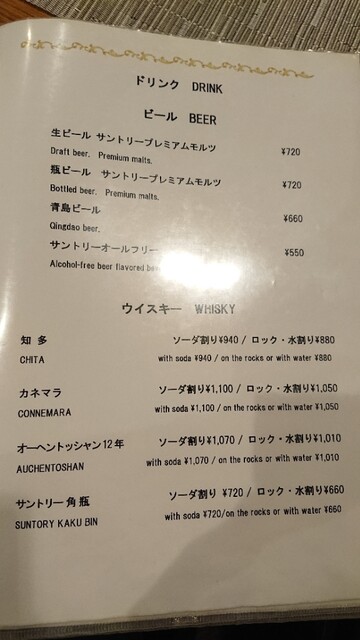 ドリンク DRINK
ビール BEER
生ビール サントリープレミアムモルツ ¥720
Draft beer. Premium malts.
瓶ビール サントリープレミアムモルツ ¥720
Bottled beer. Premium malts.
青島ビール ¥660
Qingdao beer.
サントリーオールフリー ¥550
Alcohol-free beer flavored
ウイスキー WHISKY
知多 ソーダ割り¥940 / ロック・水割り¥880
CHITA with soda ¥940 / on the rocks or with water ¥880
カネマラ ソーダ割り¥1,100 / ロック・水割り¥1,050
CONNEMARA with soda ¥1,100 / on the rocks or with water ¥1,050
オーヘントッシャン12年 ソーダ割り¥1,070 / ロック・水割り¥1,010
AUCHENTOSHAN with soda ¥1,070 / on the rocks or with water ¥1,010
サントリー角瓶 ソーダ割り ¥720 / ロック・水割り¥660
SUNTORY KAKU BIN with soda ¥720/on the rocks or with water ¥660